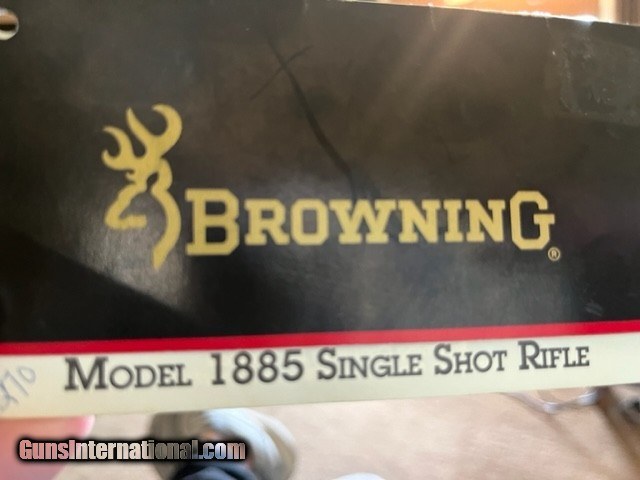 BROWNING®
MODEL 1885 SINGLE SHOT RIFLE
GunsInternational.com